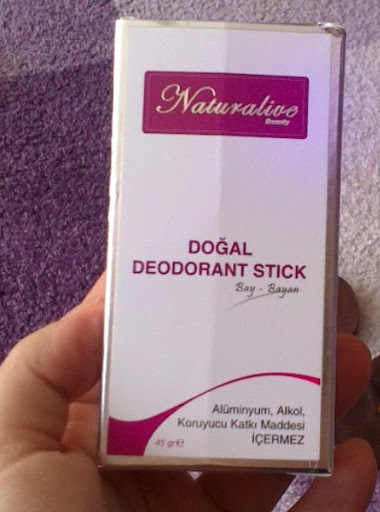 Naturalive
Beauty
DOĞAL
DEODORANT STICK
Bay - Bayan
Alüminyum, Alkol,
Koruyucu Katkı Maddesi
İÇERMEZ
45 gr℮